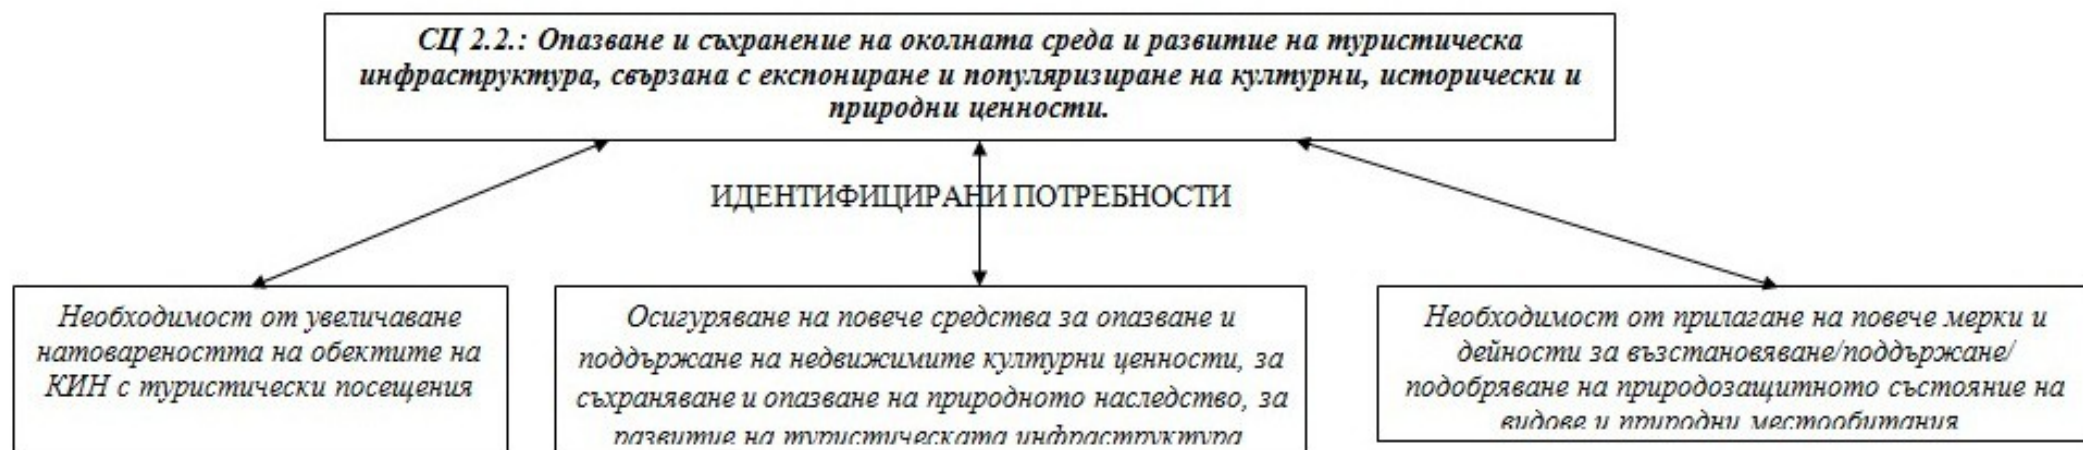 СЦ 2.2.: Опазване и съхранение на околната среда и развитие на туристическа
инфраструктура, свързана с експониране и популяризиране на културни, исторически и
природни ценности.
ИДЕНТИФИЦИРАНИ ПОТРЕБНОСТИ
Необходимост от увеличаване
натовареността на обектите на
КИН с туристически посещения
Осигуряване на повече средства за опазване и
поддържане на недвижимите културни ценности, за
съхраняване и опазване на природното наследство, за
развитие на туристическата инфраструктура
Необходимост от прилагане на повече мерки и
дейности за възстановяване/поддържане/
подобряване на природозащитното състояние на
видове и природни местообитания